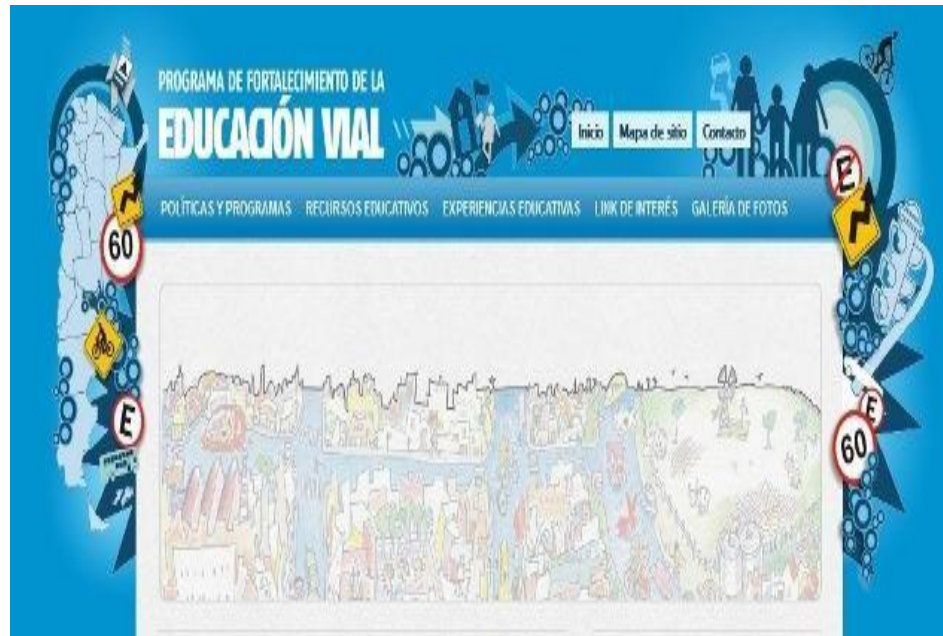 PROGRAMA DE FORTALECIMIENTO DE LA
EDUCACIÓN VIAL
Inicio Mapa de sitio Contacto
POLÍTICAS Y PROGRAMAS RECURSOS EDUCATIVOS EXPERIENCIAS EDUCATIVAS LINK DE INTERÉS GALERÍA DE FOTOS
E
60
E
E
60